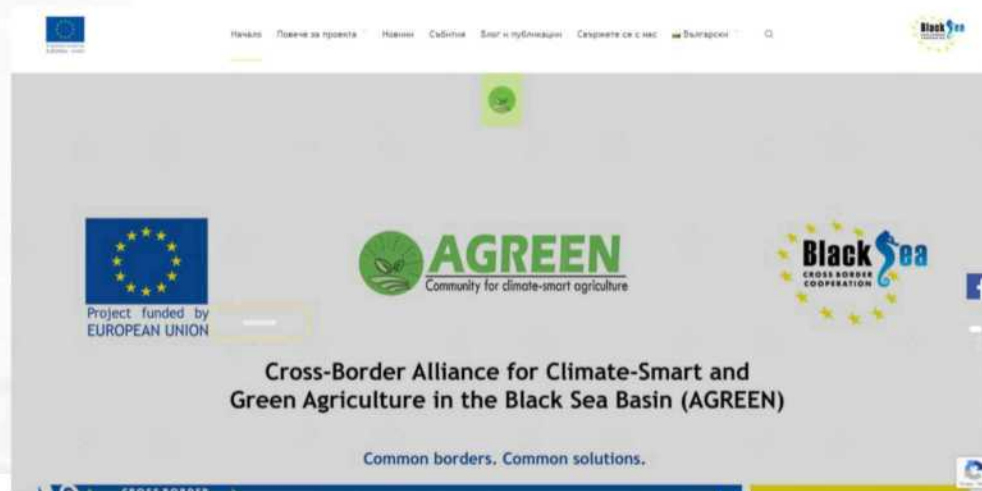 Начало Повече за проекта Новини Събития Блог и публикации Свържете се с нас Български
Black Sea
Project funded by
EUROPEAN UNION
AGREEN
Community for climate-smart agriculture
Black Sea
CROSS BORDER
COOPERATION
Cross-Border Alliance for Climate-Smart and
Green Agriculture in the Black Sea Basin (AGREEN)
Common borders. Common solutions.
CROSS BORDER